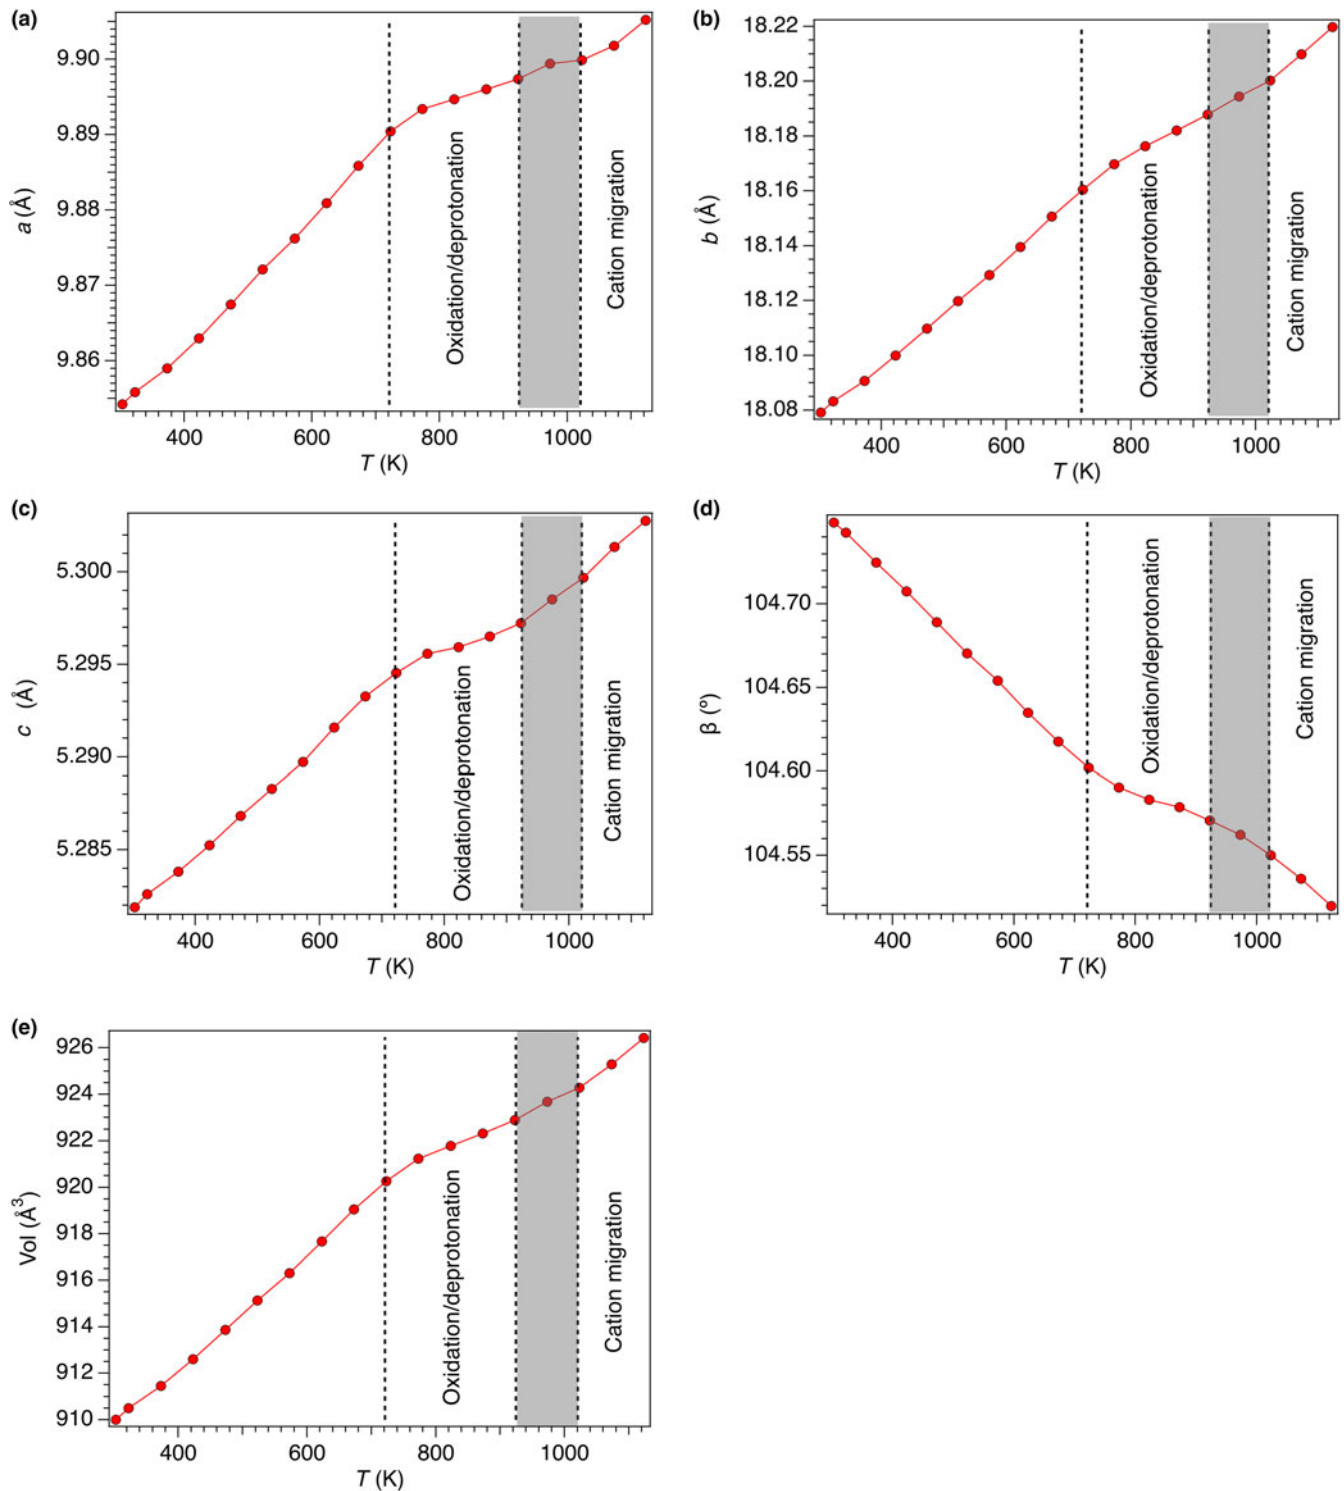 (a)
9.90
9.89
9.88
9.87
9.86
a (Å)
Oxidation/deprotonation
Cation migration
400 600 800 1000
T (K)
(b)
18.22
18.20
18.18
18.16
18.14
18.12
18.10
18.08
b (Å)
Oxidation/deprotonation
Cation migration
400 600 800 1000
T (K)
(c)
5.300
5.295
5.290
5.285
c (Å)
Oxidation/deprotonation
Cation migration
400 600 800 1000
T (K)
(d)
104.70
104.65
104.60
104.55
β (º)
Oxidation/deprotonation
Cation migration
400 600 800 1000
T (K)
(e)
926
924
922
920
918
916
914
912
910
Vol (Å³)
Oxidation/deprotonation
Cation migration
400 600 800 1000
T (K)